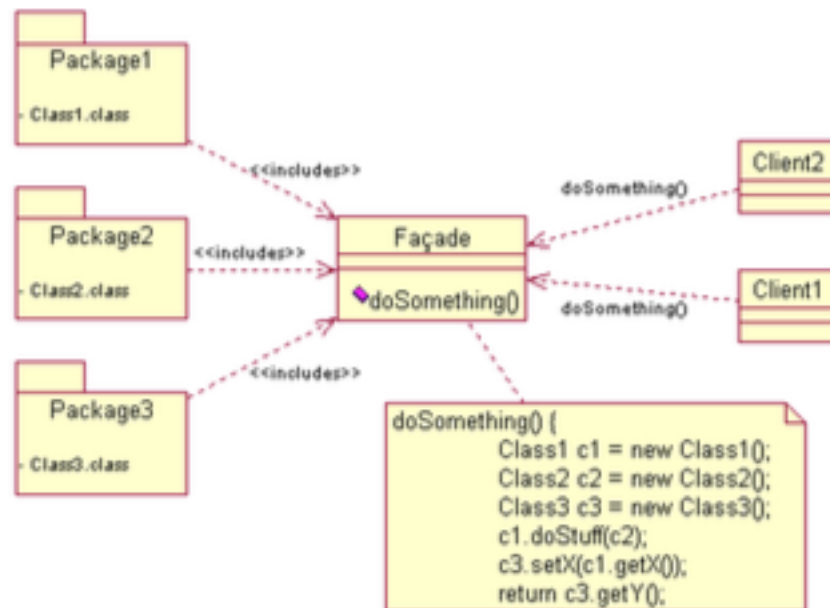 Package1
- Class1.class
<<includes>>
Package2
- Class2.class
<<includes>>
Package3
- Class3.class
<<includes>>
Façade
doSomething()
Client2
doSomething()
Client1
doSomething()
doSomething() {
Class1 c1 = new Class1();
Class2 c2 = new Class2();
Class3 c3 = new Class3();
c1.doStuff(c2);
c3.setX(c1.getX());
return c3.getY();